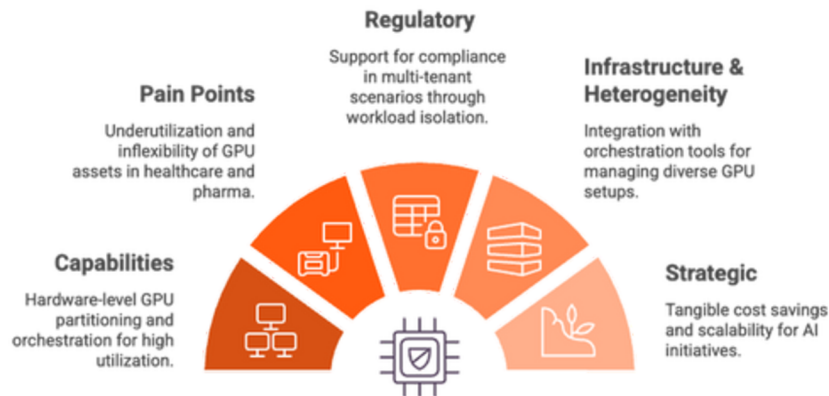 Regulatory
Support for compliance
in multi-tenant
scenarios through
workload isolation.
Pain Points
Underutilization and
inflexibility of GPU
assets in healthcare and
pharma.
Infrastructure &
Heterogeneity
Integration with
orchestration tools for
managing diverse GPU
setups.
Capabilities
Hardware-level GPU
partitioning and
orchestration for high
utilization.
Strategic
Tangible cost savings
and scalability for AI
initiatives.